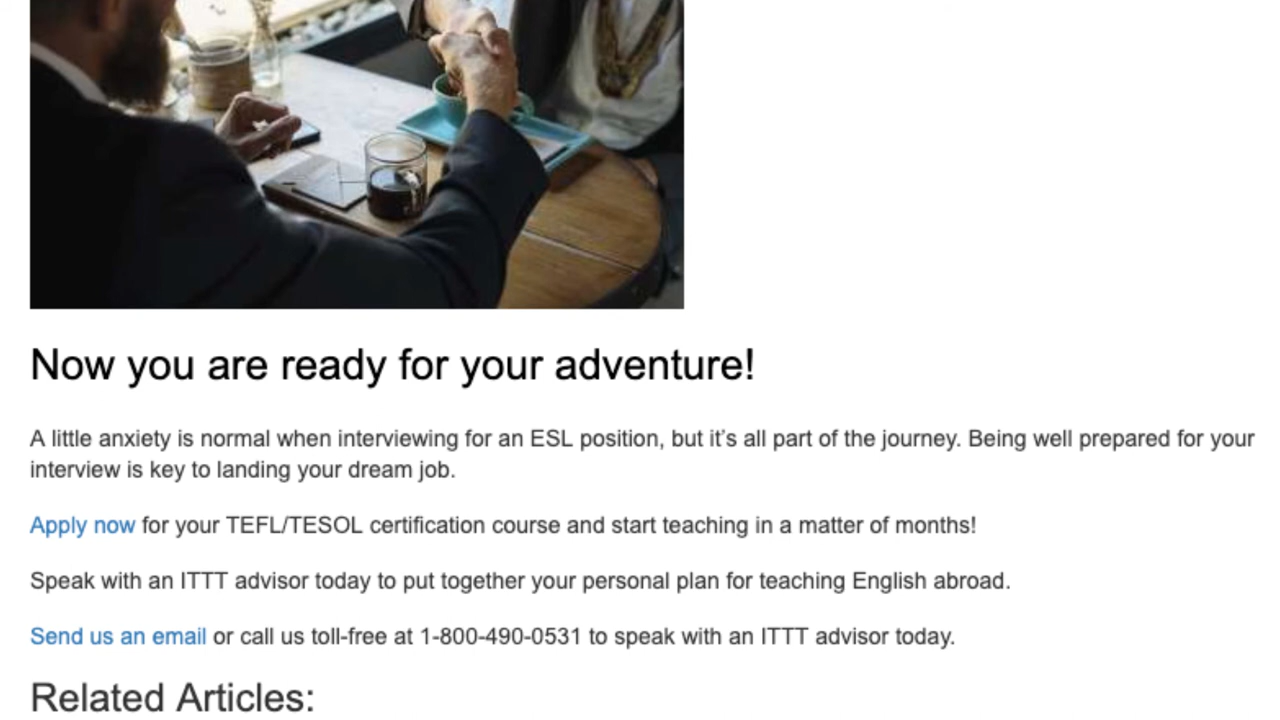 Now you are ready for your adventure!
A little anxiety is normal when interviewing for an ESL position, but it’s all part of the journey. Being well prepared for your
interview is key to landing your dream job.
Apply now for your TEFL/TESOL certification course and start teaching in a matter of months!
Speak with an ITTT advisor today to put together your personal plan for teaching English abroad.
Send us an email or call us toll-free at 1-800-490-0531 to speak with an ITTT advisor today.
Related Articles: